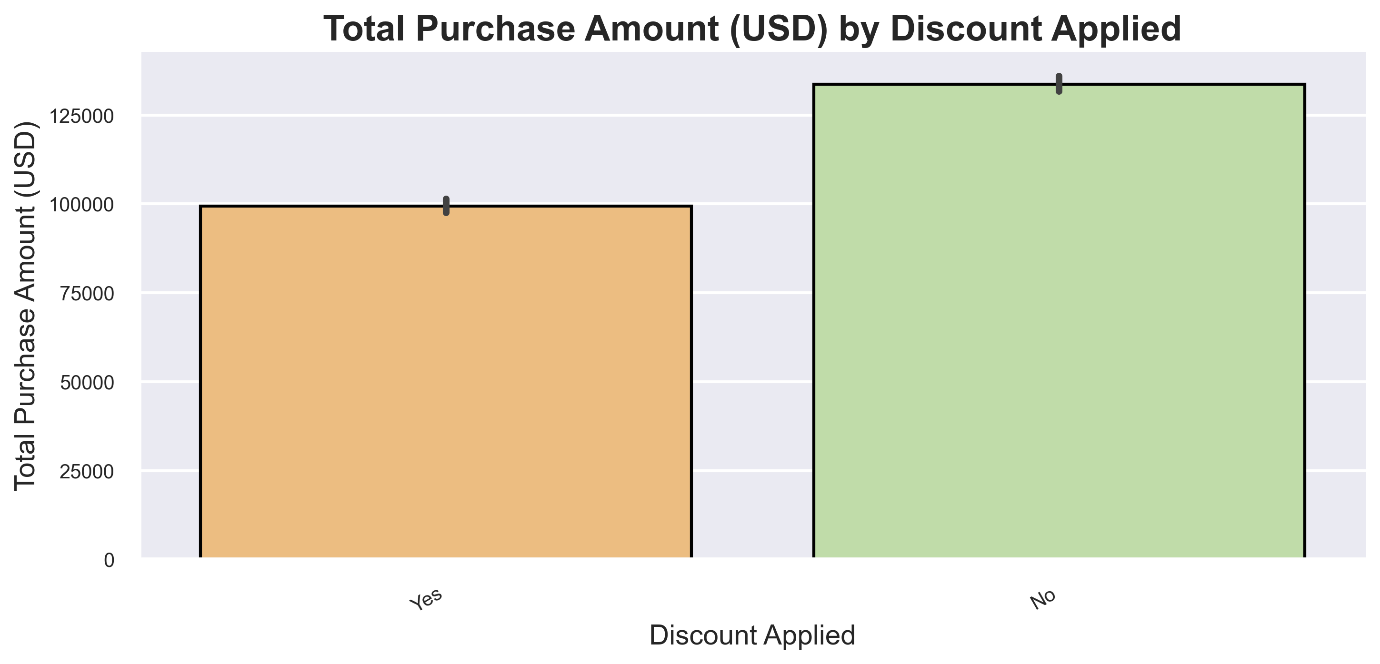 Total Purchase Amount (USD) by Discount Applied
Total Purchase Amount (USD)
125000
100000
75000
50000
25000
0
Yes
No
Discount Applied